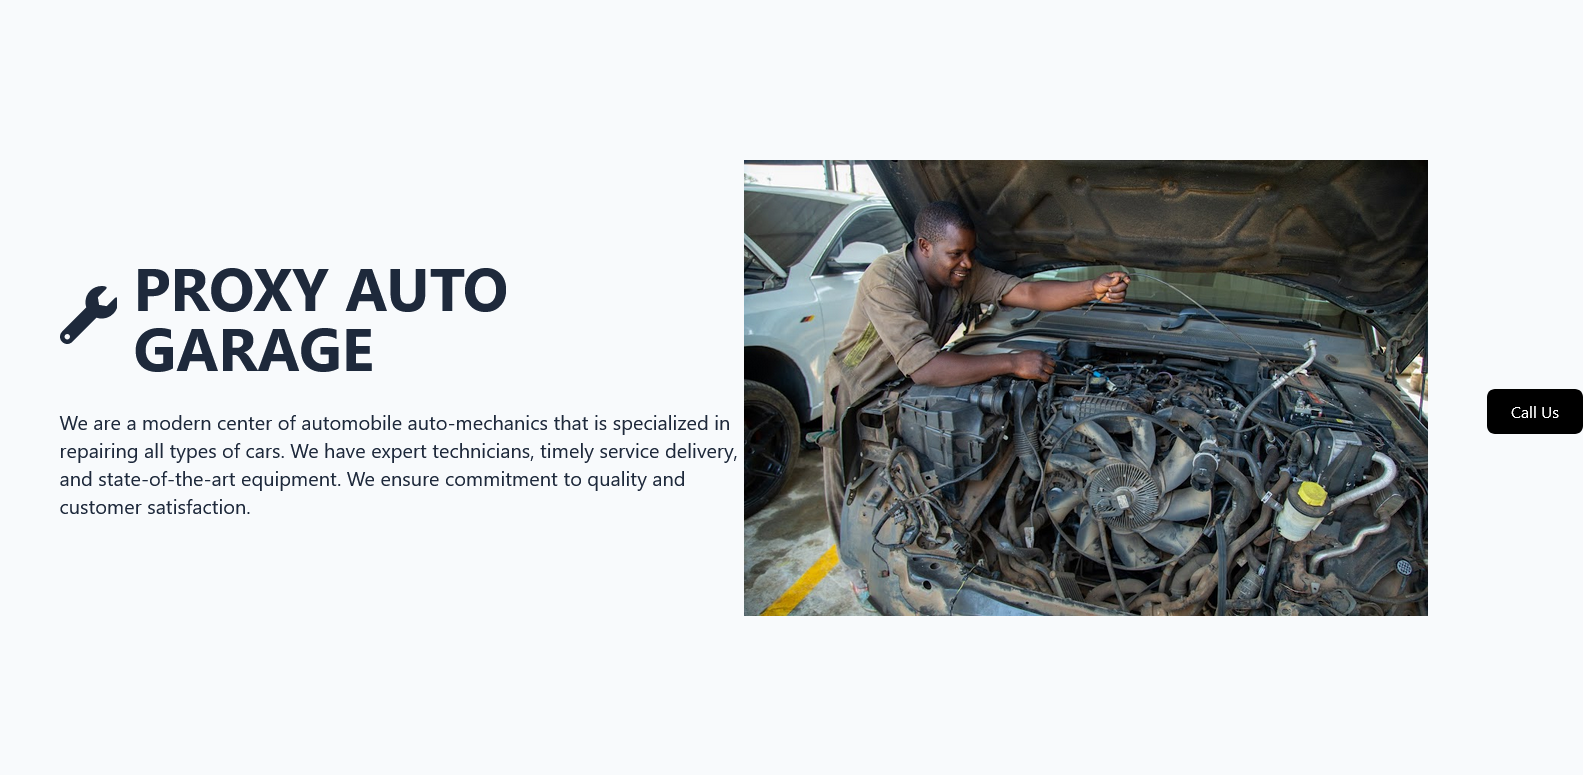 PROXY AUTO
GARAGE
We are a modern center of automobile auto-mechanics that is specialized in
repairing all types of cars. We have expert technicians, timely service delivery,
and state-of-the-art equipment. We ensure commitment to quality and
customer satisfaction.
Call Us